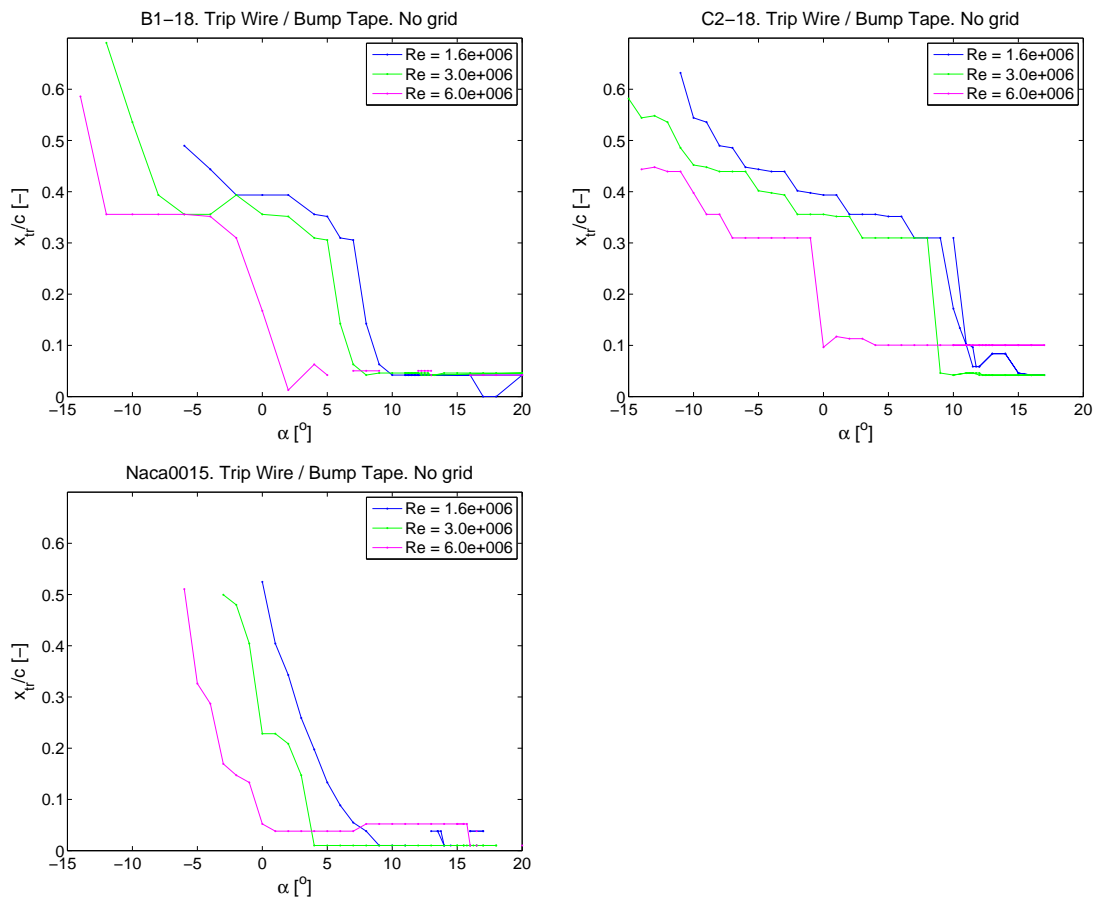 B1−18. Trip Wire / Bump Tape. No grid
Re = 1.6e+006
Re = 3.0e+006
Re = 6.0e+006
0.6
0.5
0.4
0.3
0.2
0.1
0
x_tr/c [−]
−15 −10 −5 0 5 10 15 20
α [°]
C2−18. Trip Wire / Bump Tape. No grid
Re = 1.6e+006
Re = 3.0e+006
Re = 6.0e+006
0.6
0.5
0.4
0.3
0.2
0.1
0
x_tr/c [−]
−15 −10 −5 0 5 10 15 20
α [°]
Naca0015. Trip Wire / Bump Tape. No grid
Re = 1.6e+006
Re = 3.0e+006
Re = 6.0e+006
0.6
0.5
0.4
0.3
0.2
0.1
0
x_tr/c [−]
−15 −10 −5 0 5 10 15 20
α [°]